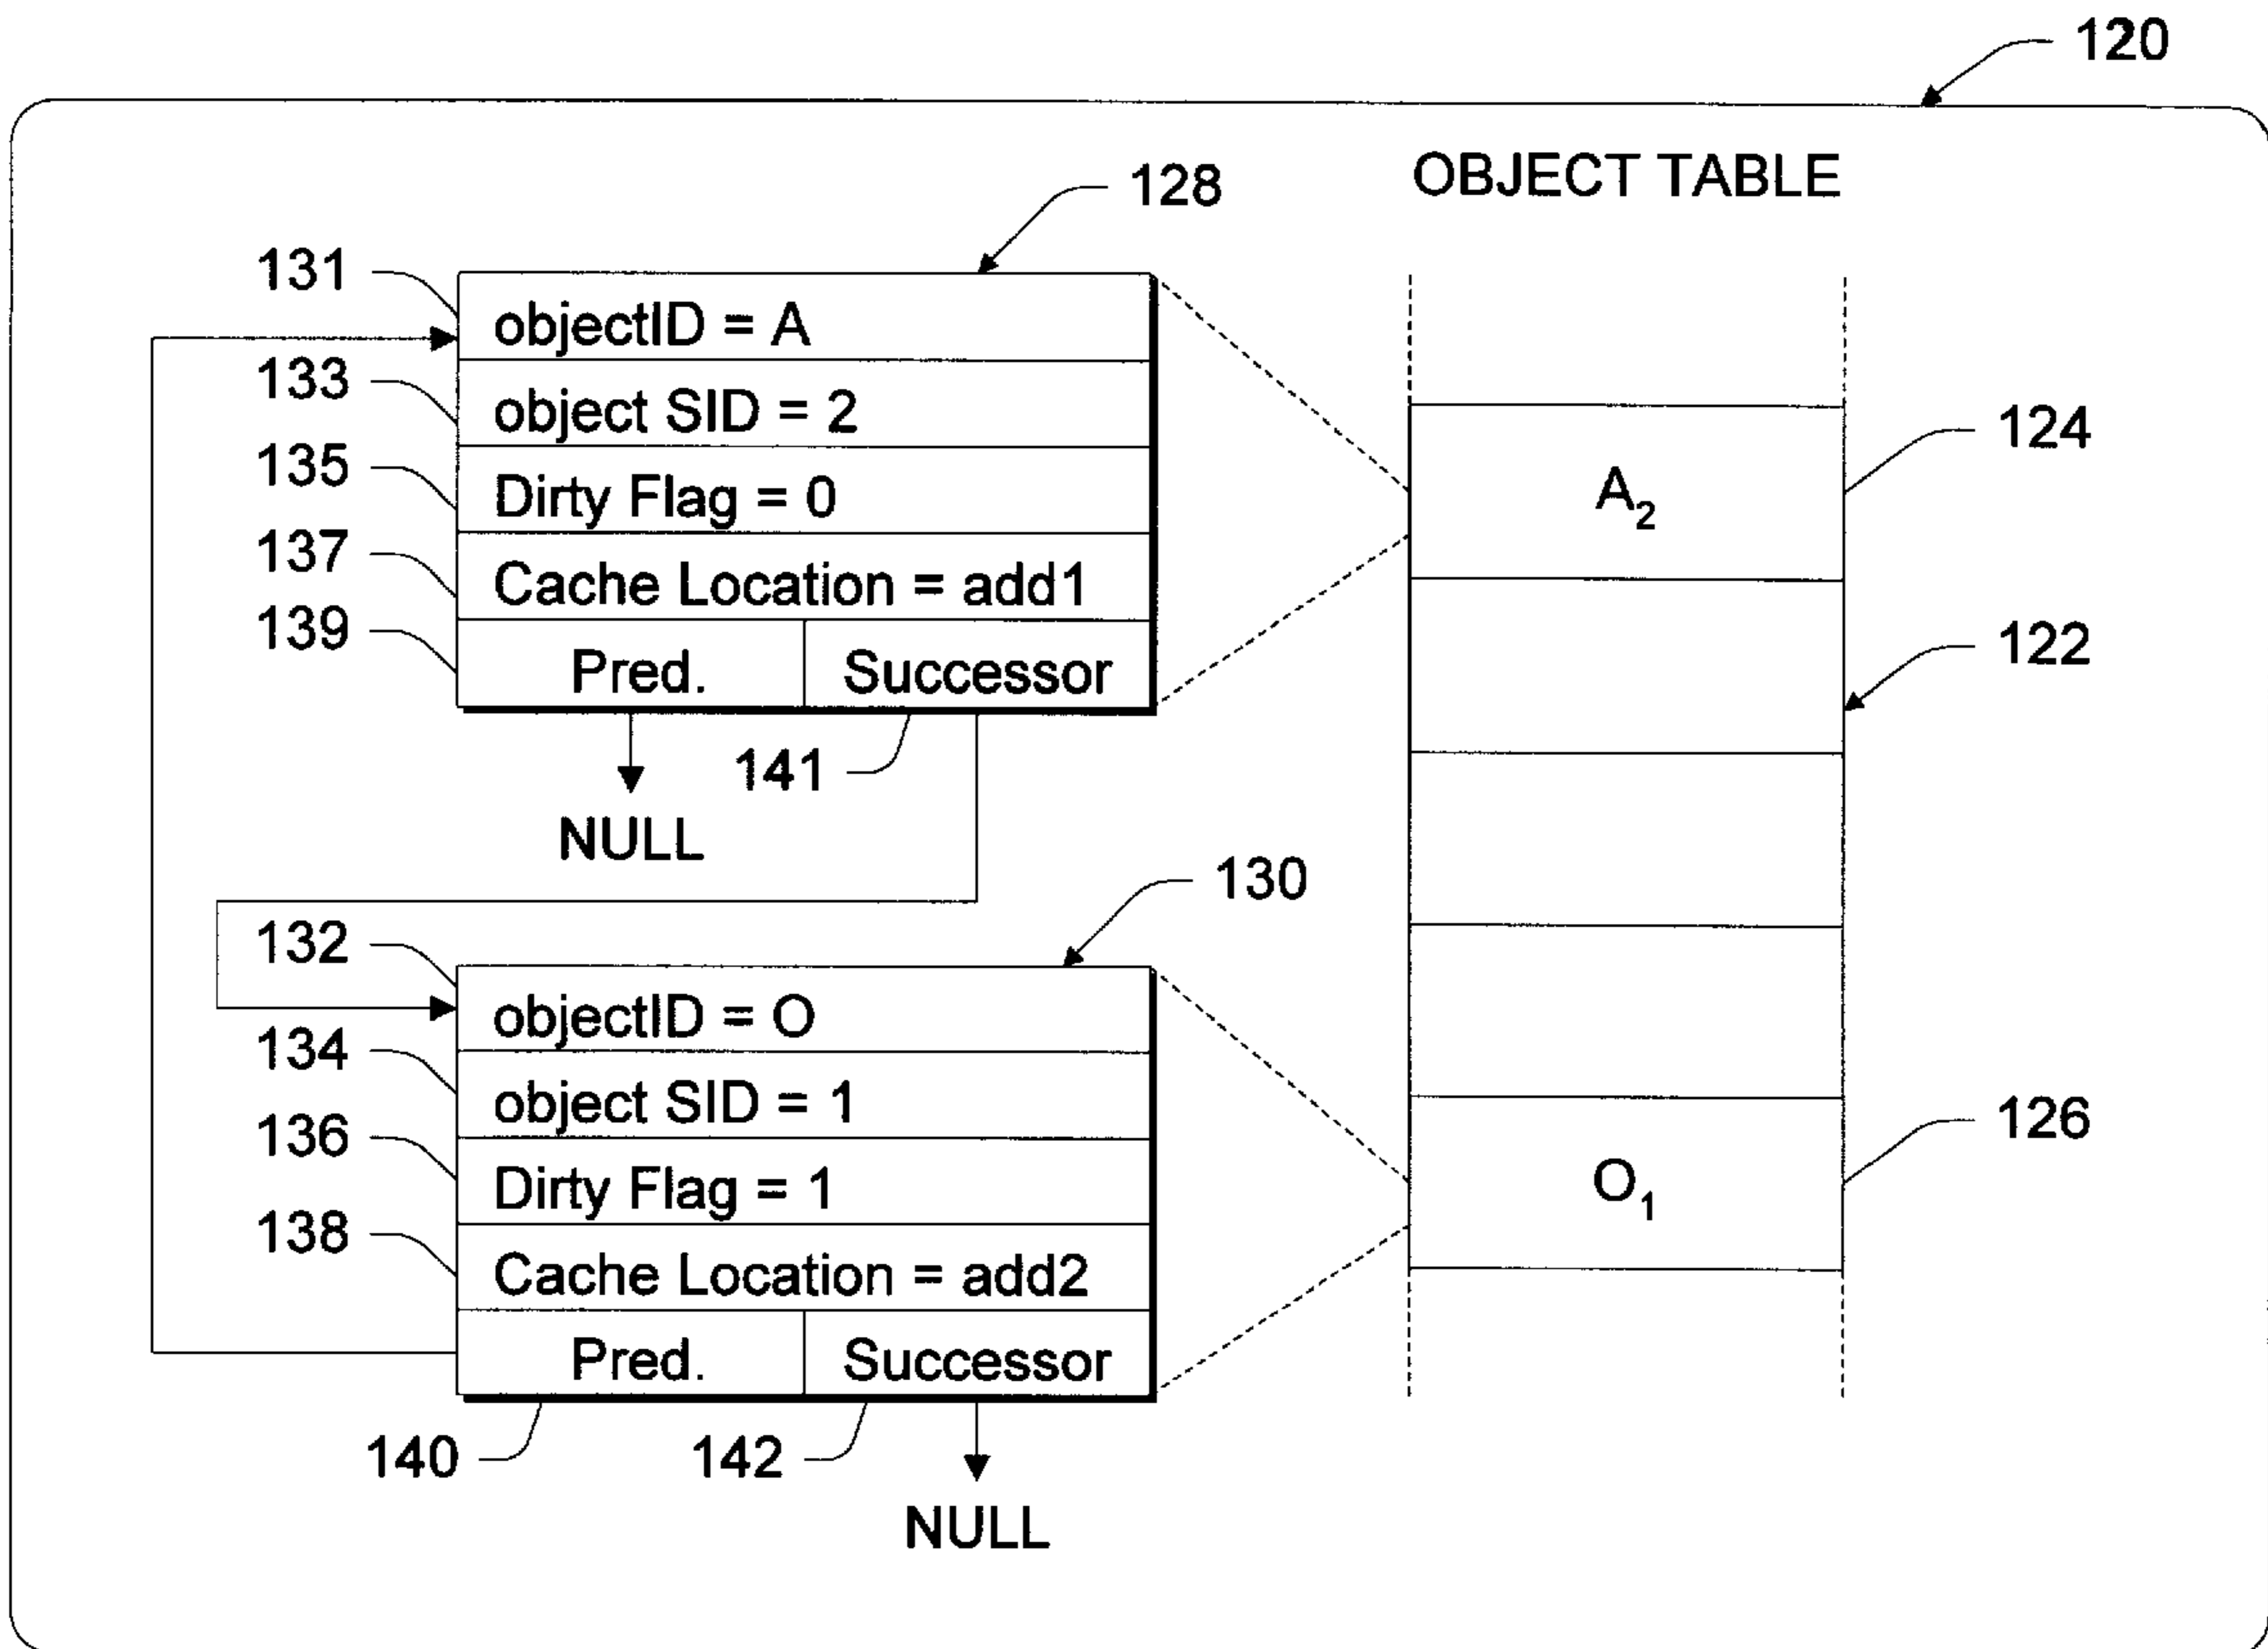 120
OBJECT TABLE
128
131
objectID = A
133
object SID = 2
124
135
Dirty Flag = 0
A₂
137
Cache Location = add1
139
Pred. Successor
122
141
NULL
130
132
objectID = O
134
object SID = 1
126
136
Dirty Flag = 1
O₁
138
Cache Location = add2
Pred. Successor
140
142
NULL